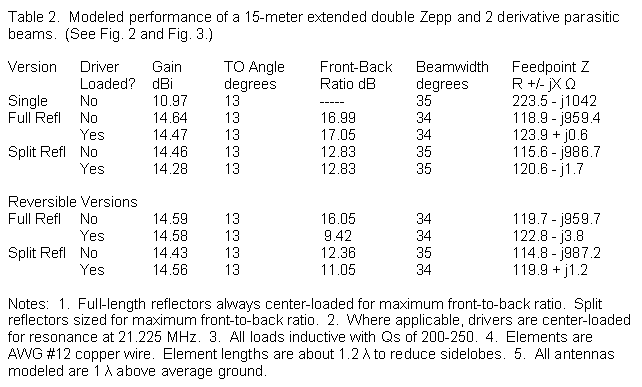 Table 2.  Modeled performance of a 15-meter extended double Zepp and 2 derivative parasitic
beams.  (See Fig. 2 and Fig. 3.)
Version Driver Gain TO Angle Front-Back Beamwidth Feedpoint Z
Loaded? dBi degrees Ratio dB degrees R +/- jX Ω
Single No 10.97 13 ----- 35 223.5 - j1042
Full Refl No 14.64 13 16.99 34 118.9 - j959.4
Yes 14.47 13 17.05 34 123.9 + j0.6
Split Refl No 14.46 13 12.83 35 115.6 - j986.7
Yes 14.28 13 12.83 35 120.6 - j1.7
Reversible Versions
Full Refl No 14.59 13 16.05 34 119.7 - j959.7
Yes 14.58 13 9.42 34 122.8 - j3.8
Split Refl No 14.43 13 12.36 35 114.8 - j987.2
Yes 14.56 13 11.05 34 119.9 + j1.2
Notes:  1.  Full-length reflectors always center-loaded for maximum front-to-back ratio.  Split
reflectors sized for maximum front-to-back ratio.  2.  Where applicable, drivers are center-loaded
for resonance at 21.225 MHz.  3.  All loads inductive with Qs of 200-250.  4.  Elements are
AWG #12 copper wire.  Element lengths are about 1.2 λ to reduce sidelobes.  5.  All antennas
modeled are 1 λ above average ground.